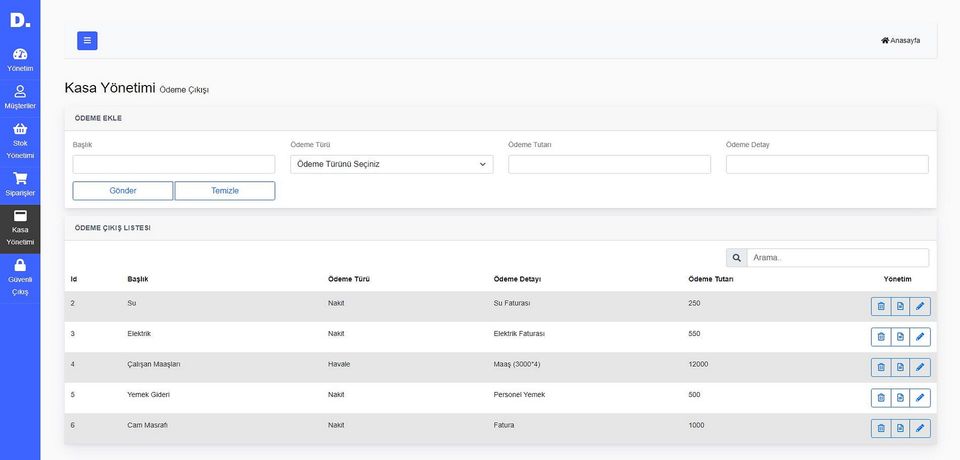 D.
Anasayfa
Yönetim
Müşteriler
Stok
Yönetimi
Siparişler
Kasa
Yönetimi
Güvenli
Çıkış
Kasa Yönetimi Ödeme Çıkışı
ÖDEME EKLE
Başlık Ödeme Türü Ödeme Tutarı Ödeme Detay
Ödeme Türünü Seçiniz
Gönder Temizle
ÖDEME ÇIKIŞ LİSTESİ
Arama..
Id Başlık Ödeme Türü Ödeme Detayı Ödeme Tutarı Yönetim
2 Su Nakit Su Faturası 250
3 Elektrik Nakit Elektrik Faturası 550
4 Çalışan Maaşları Havale Maaş (3000*4) 12000
5 Yemek Gideri Nakit Personel Yemek 500
6 Cam Masrafı Nakit Fatura 1000